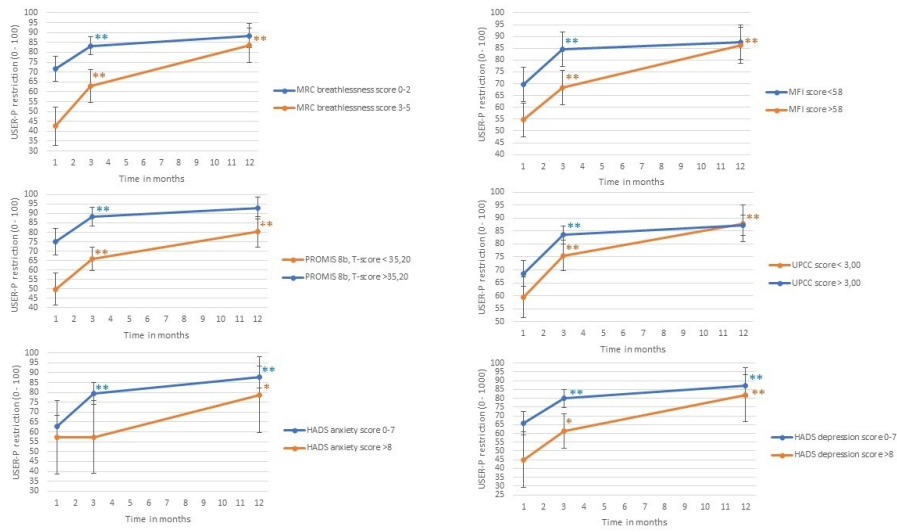 USER-P restriction (0 - 100)
100
95
90
85
80
75
70
65
60
55
50
45
40
35
30
** ** ** 
1 2 3 4 5 6 7 8 9 10 11 12
Time in months
MRC breathlessness score 0-2
MRC breathlessness score 3-5
USER-P restriction (0 - 100)
100
95
90
85
80
75
70
65
60
55
50
45
40
** ** **
1 2 3 4 5 6 7 8 9 10 11 12
Time in months
MFI score<58
MFI score>58
USER-P restriction (0 - 100)
100
95
90
85
80
75
70
65
60
55
50
45
40
** ** **
1 2 3 4 5 6 7 8 9 10 11 12
Time in months
PROMIS 8b, T-score < 35,20
PROMIS 8b, T-score >35,20
USER-P restriction (0 - 100)
100
95
90
85
80
75
70
65
60
55
50
** ** **
1 2 3 4 5 6 7 8 9 10 11 12
Time in months
UPCC score< 3,00
UPCC score> 3,00
USER-P restriction (0 - 100)
100
95
90
85
80
75
70
65
60
55
50
45
40
35
30
** ** *
1 2 3 4 5 6 7 8 9 10 11 12
Time in months
HADS anxiety score 0-7
HADS anxiety score>8
USER-P restriction (0 - 1000)
100
95
90
85
80
75
70
65
60
55
50
45
40
35
30
25
** * ** **
1 2 3 4 5 6 7 8 9 10 11 12
Time in months
HADS depression score 0-7
HADS depression score>8